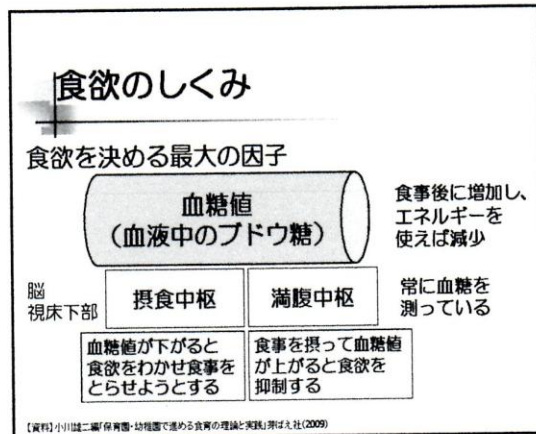 食欲のしくみ
食欲を決める最大の因子
血糖値
(血液中のブドウ糖)
食事後に増加し、
エネルギーを
使えば減少
脳
視床下部
摂食中枢
満腹中枢
常に血糖を
測っている
血糖値が下がると
食欲をわかせ食事を
とらせようとする
食事を摂って血糖値
が上がると食欲を
抑制する
【資料】小川雄二編『保育園・幼稚園で進める食育の理論と実践』芽ばえ社(2009)